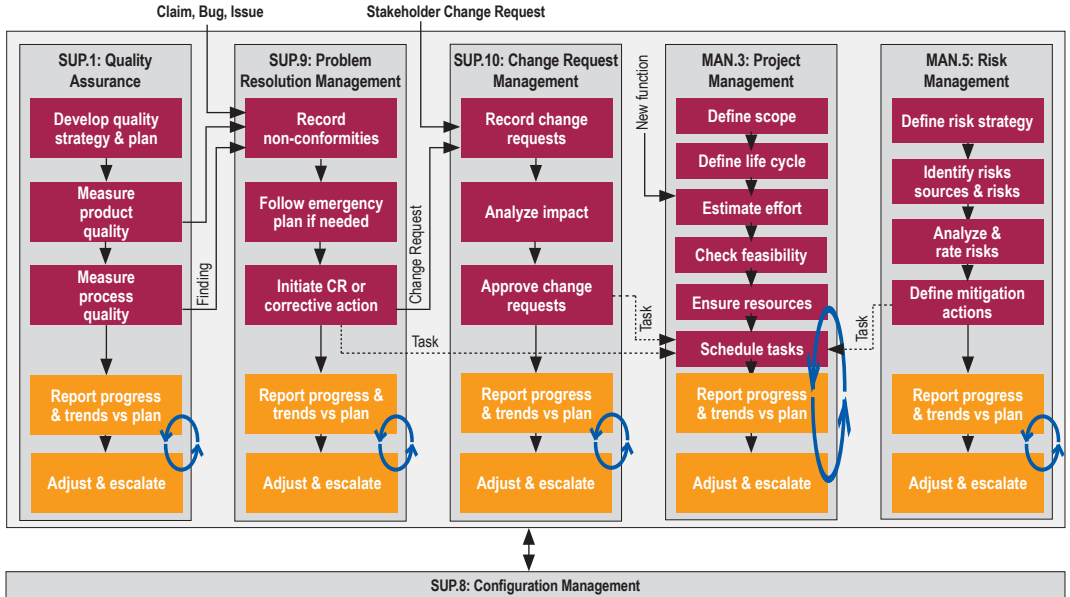 Claim, Bug, Issue
Stakeholder Change Request
SUP.1: Quality
Assurance
Develop quality
strategy & plan
Measure
product
quality
Measure
process
quality
Report progress
& trends vs plan
Adjust & escalate
Finding
SUP.9: Problem
Resolution Management
Record
non-conformities
Follow emergency
plan if needed
Initiate CR or
corrective action
Report progress &
trends vs plan
Adjust & escalate
Change Request
Task
SUP.10: Change Request
Management
Record change
requests
Analyze impact
Approve change
requests
Report progress
& trends vs plan
Adjust & escalate
New function
Task
MAN.3: Project
Management
Define scope
Define life cycle
Estimate effort
Check feasibility
Ensure resources
Schedule tasks
Report progress
& trends vs plan
Adjust & escalate
Task
MAN.5: Risk
Management
Define risk strategy
Identify risks
sources & risks
Analyze &
rate risks
Define mitigation
actions
Report progress
& trends vs plan
Adjust & escalate
SUP.8: Configuration Management